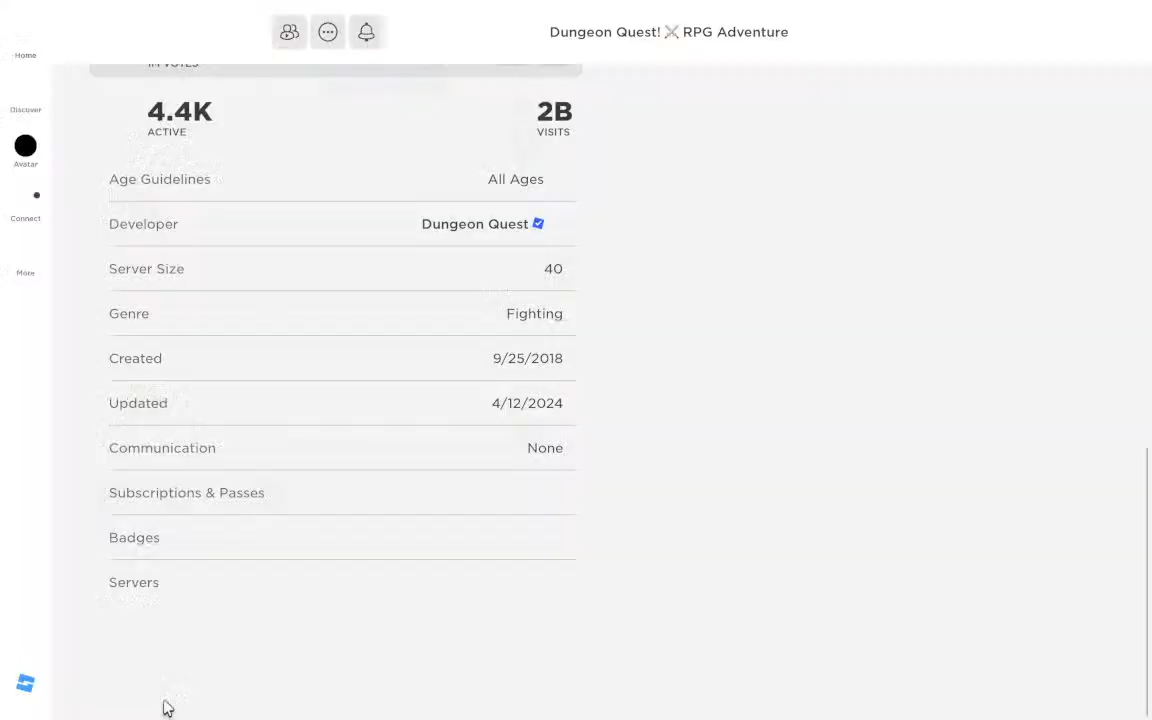 Dungeon Quest! ⚔ RPG Adventure
Home
1M VOTES
4.4K
ACTIVE
2B
VISITS
Discover
Avatar
Age Guidelines All Ages
Connect
Developer Dungeon Quest
Server Size 40
More
Genre Fighting
Created 9/25/2018
Updated 4/12/2024
Communication None
Subscriptions & Passes
Badges
Servers